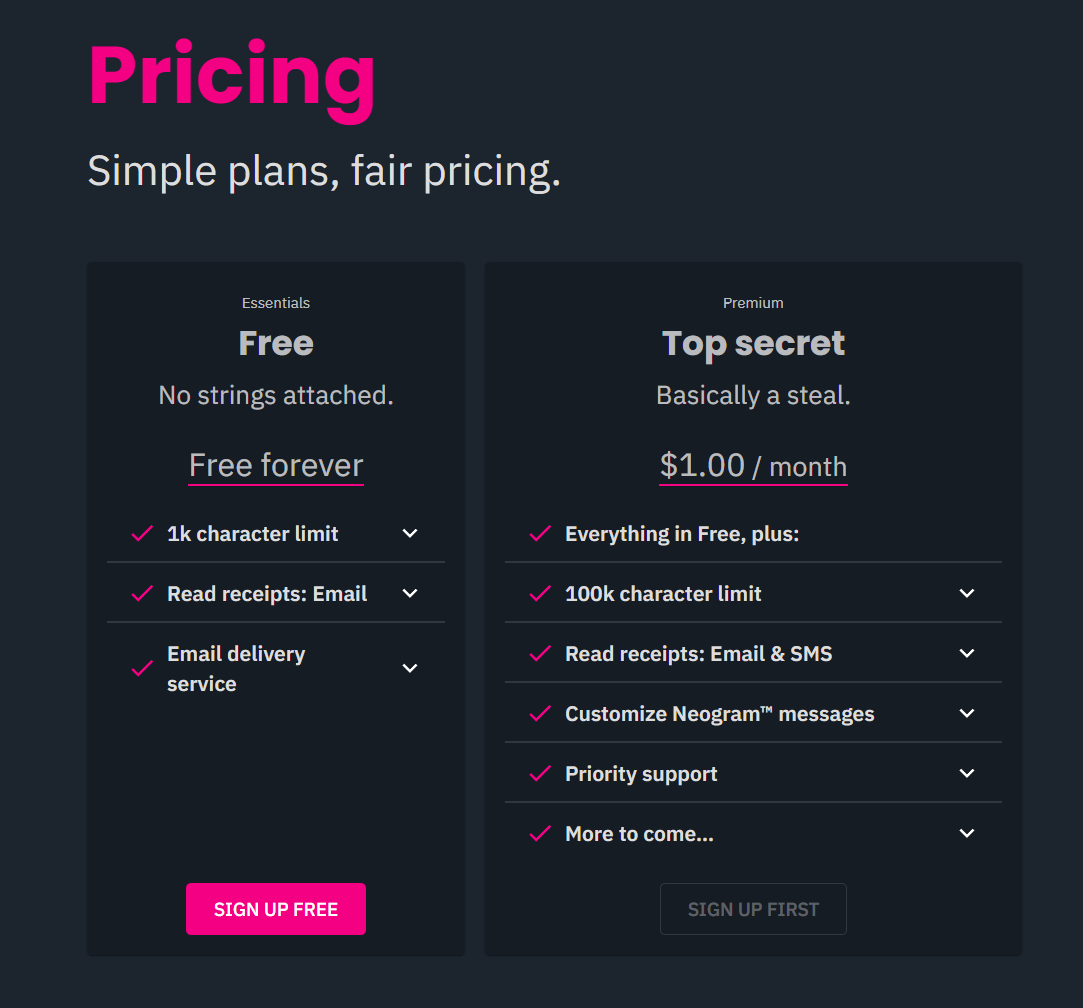 Pricing
Simple plans, fair pricing.
Essentials
Free
No strings attached.
Free forever
1k character limit
Read receipts: Email
Email delivery
service
SIGN UP FREE
Premium
Top secret
Basically a steal.
$1.00 / month
Everything in Free, plus:
100k character limit
Read receipts: Email & SMS
Customize Neogram™ messages
Priority support
More to come...
SIGN UP FIRST